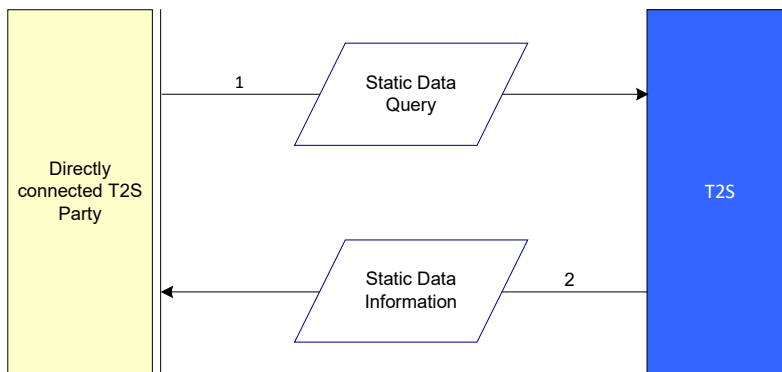 1
Static Data
Query
Directly
connected T2S
Party
T2S
Static Data
Information
2